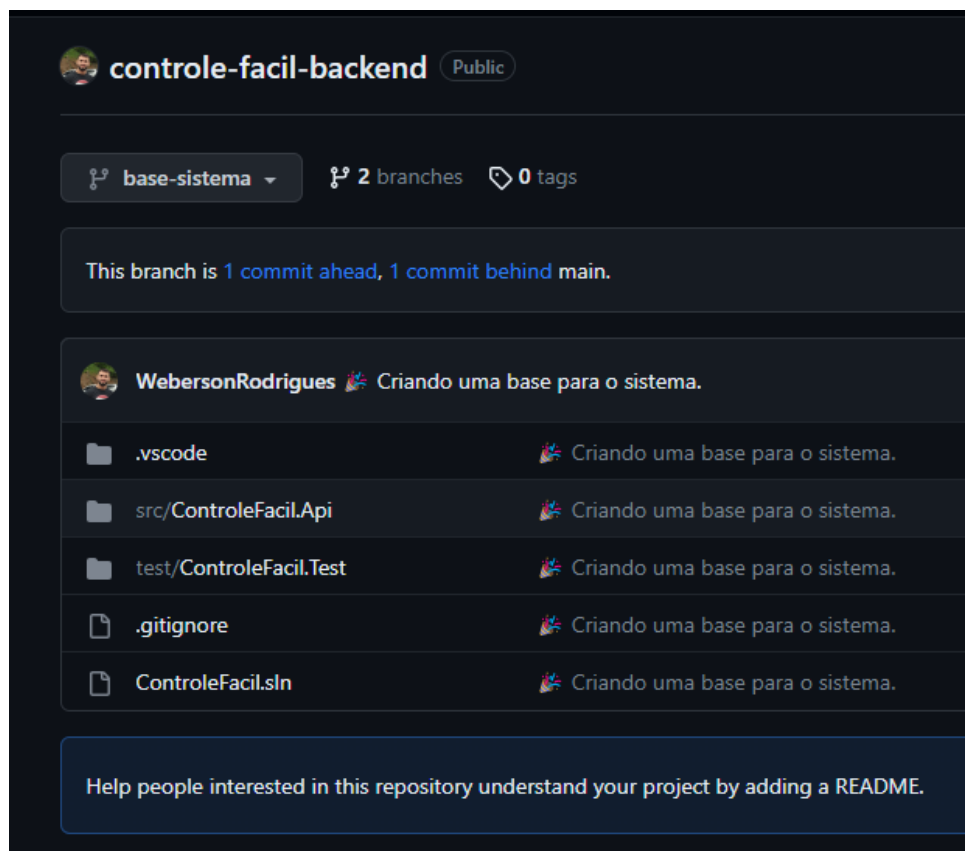 controle-facil-backend Public
base-sistema 2 branches 0 tags
This branch is 1 commit ahead, 1 commit behind main.
WebersonRodrigues 🎉 Criando uma base para o sistema.
.vscode 🎉 Criando uma base para o sistema.
src/ControleFacil.Api 🎉 Criando uma base para o sistema.
test/ControleFacil.Test 🎉 Criando uma base para o sistema.
.gitignore 🎉 Criando uma base para o sistema.
ControleFacil.sln 🎉 Criando uma base para o sistema.
Help people interested in this repository understand your project by adding a README.